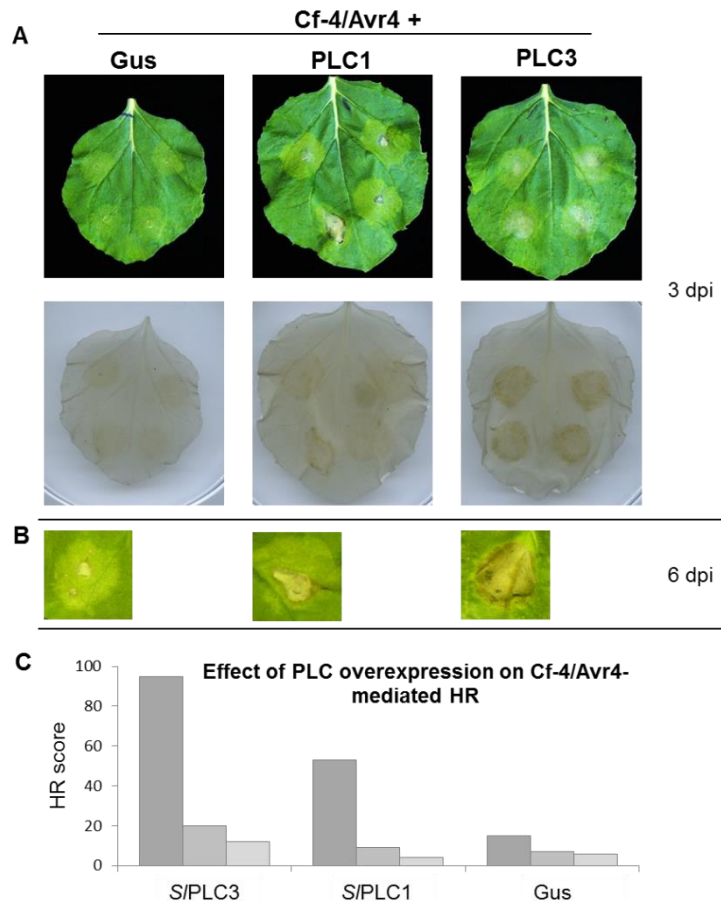 Cf-4/Avr4 +
A
Gus PLC1 PLC3
3 dpi
B
6 dpi
C
Effect of PLC overexpression on Cf-4/Avr4-
mediated HR
HR score
100
80
60
40
20
0
SlPLC3 SlPLC1 Gus